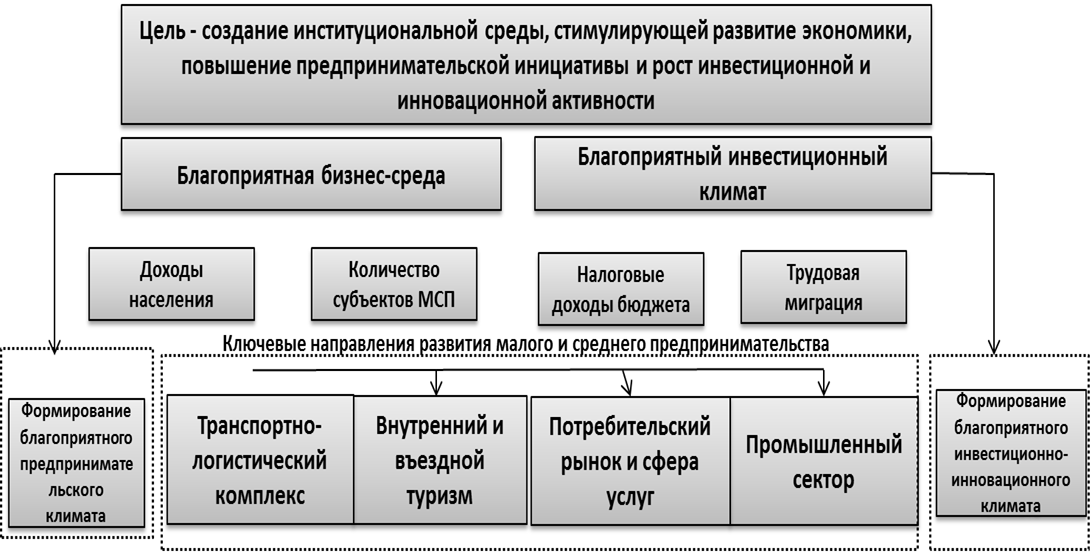 Цель - создание институциональной среды, стимулирующей развитие экономики,
повышение предпринимательской инициативы и рост инвестиционной и
инновационной активности
Благоприятная бизнес-среда
Благоприятный инвестиционный
климат
Доходы
населения
Количество
субъектов МСП
Налоговые
доходы бюджета
Трудовая
миграция
Ключевые направления развития малого и среднего предпринимательства
Формирование
благоприятного
предпринимате
льского
климата
Транспортно-
логистический
комплекс
Внутренний и
въездной
туризм
Потребительский
рынок и сфера
услуг
Промышленный
сектор
Формирование
благоприятного
инвестиционно-
инновационного
климата